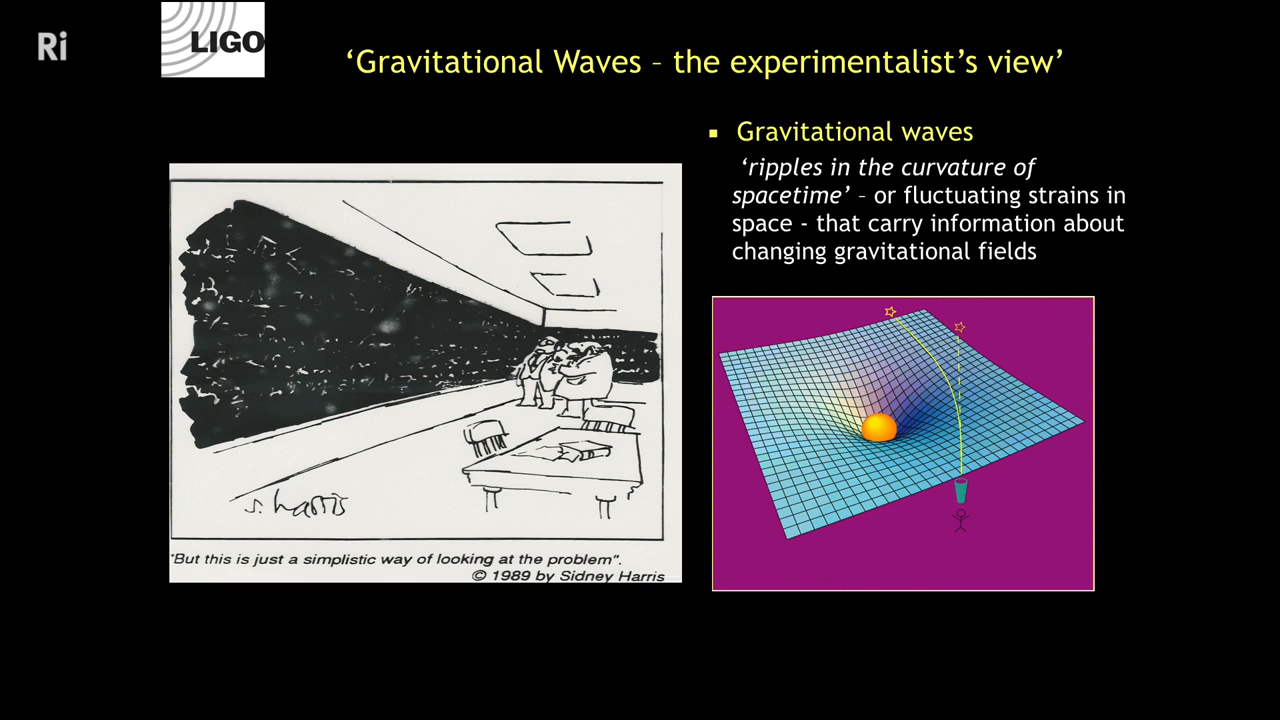 Ri
LIGO
‘Gravitational Waves – the experimentalist’s view’
▪ Gravitational waves
‘ripples in the curvature of
spacetime’ – or fluctuating strains in
space - that carry information about
changing gravitational fields
s. harris
"But this is just a simplistic way of looking at the problem".
© 1989 by Sidney Harris